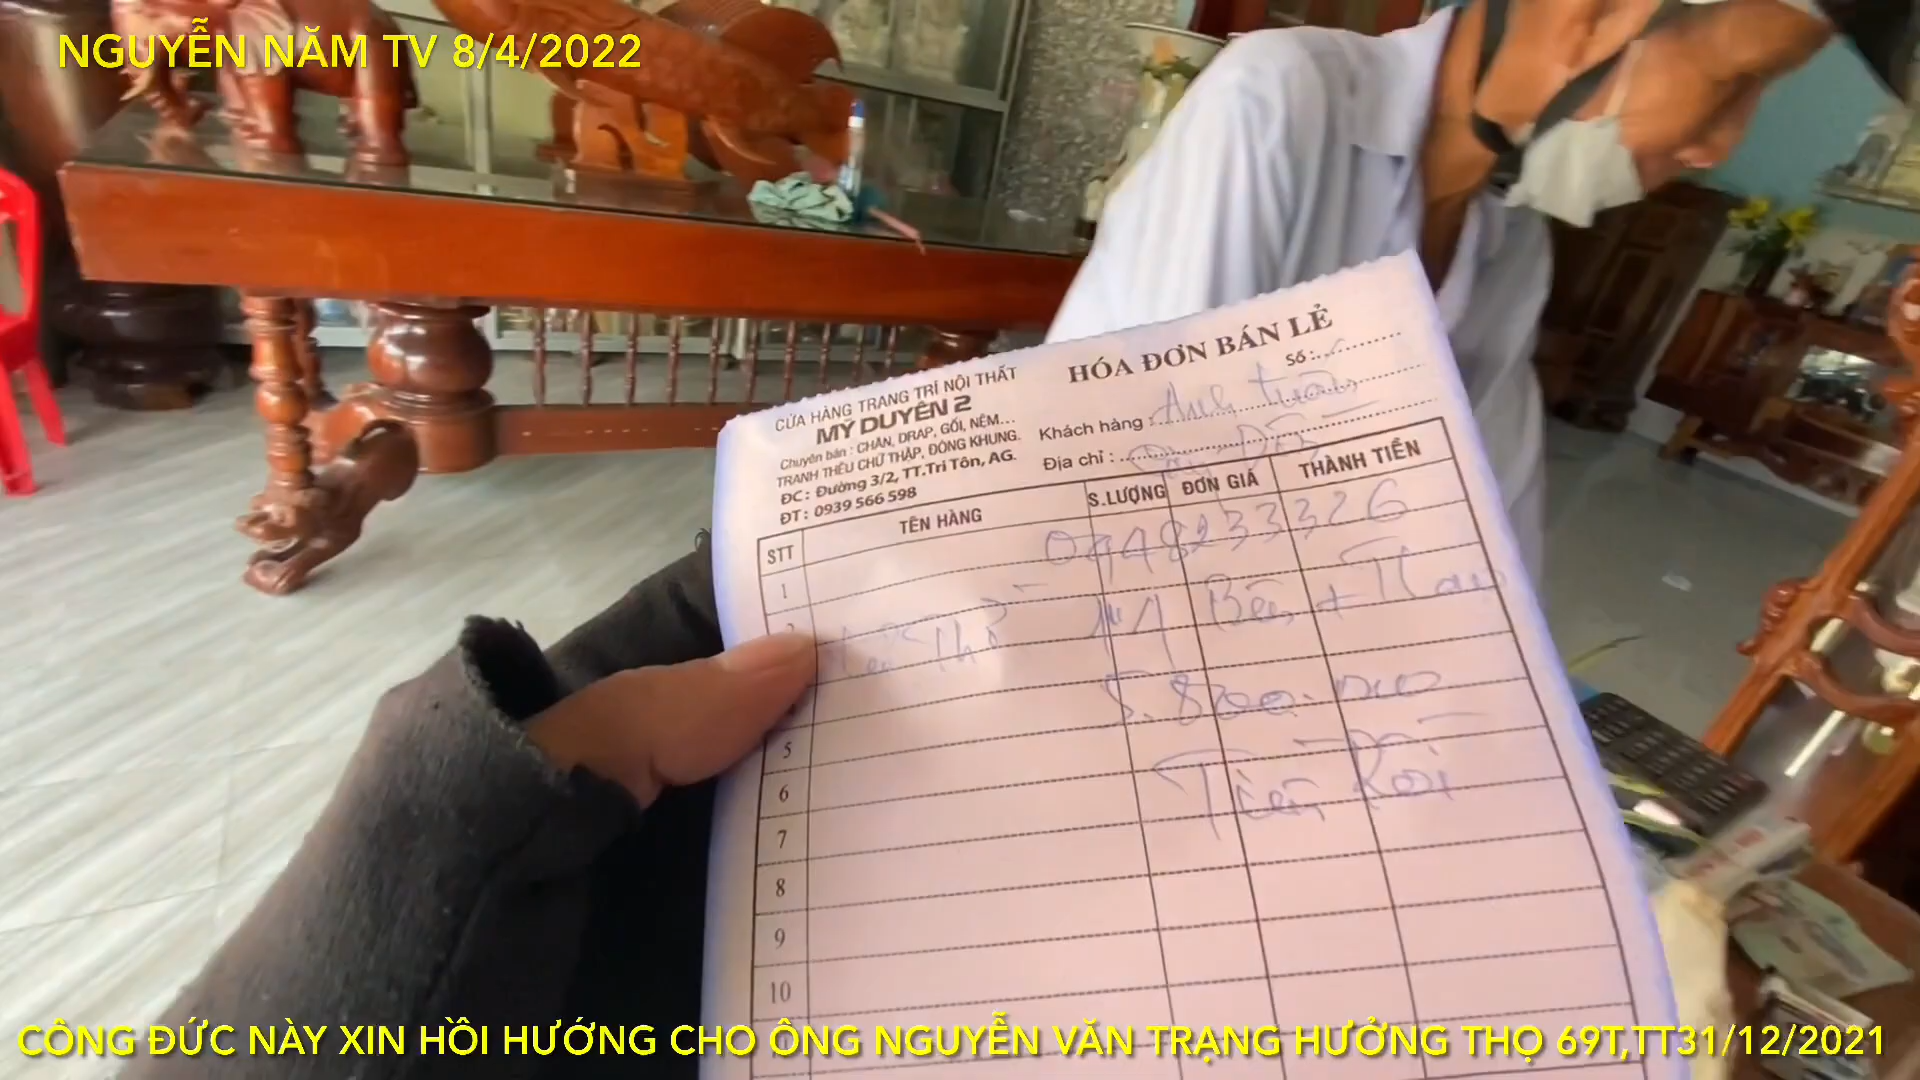 NGUYỄN NĂM TV 8/4/2022
HÓA ĐƠN BÁN LẺ
Số :
CỬA HÀNG TRANG TRÍ NỘI THẤT
MỸ DUYÊN 2
Chuyên bán : CHĂN, DRAP, GỐI, NỆM...
TRANH THÊU CHỮ THẬP, ĐÓNG KHUNG.
ĐC : Đường 3/2, TT.Tri Tôn, AG.
ĐT : 0939 566 598
Khách hàng : Anh
Địa chỉ :
STT TÊN HÀNG S.LƯỢNG ĐƠN GIÁ THÀNH TIỀN
1
5.800.000
5
6
7
8
9
10
CÔNG ĐỨC NÀY XIN HỒI HƯỚNG CHO ÔNG NGUYỄN VĂN TRẠNG HƯỞNG THỌ 69T,TT31/12/2021